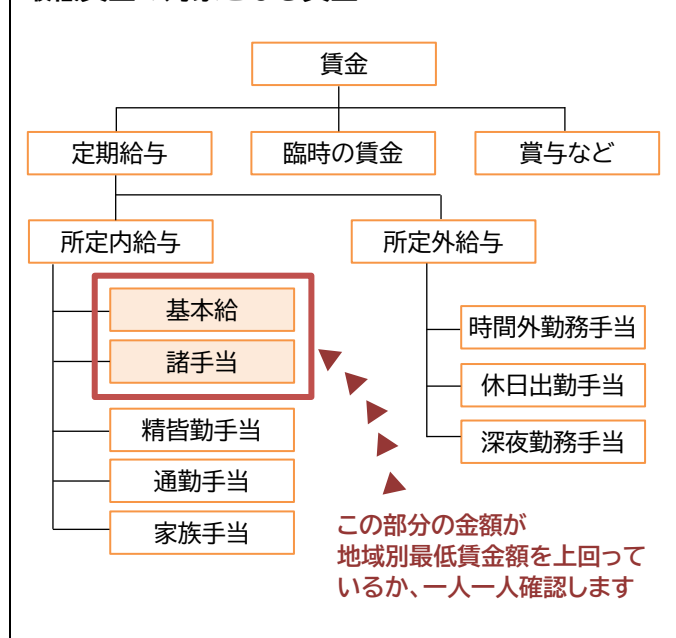 賃金
定期給与
臨時の賃金
賞与など
所定内給与
所定外給与
基本給
諸手当
精皆勤手当
通勤手当
家族手当
時間外勤務手当
休日出勤手当
深夜勤務手当
この部分の金額が
地域別最低賃金額を上回って
いるか、一人一人確認します